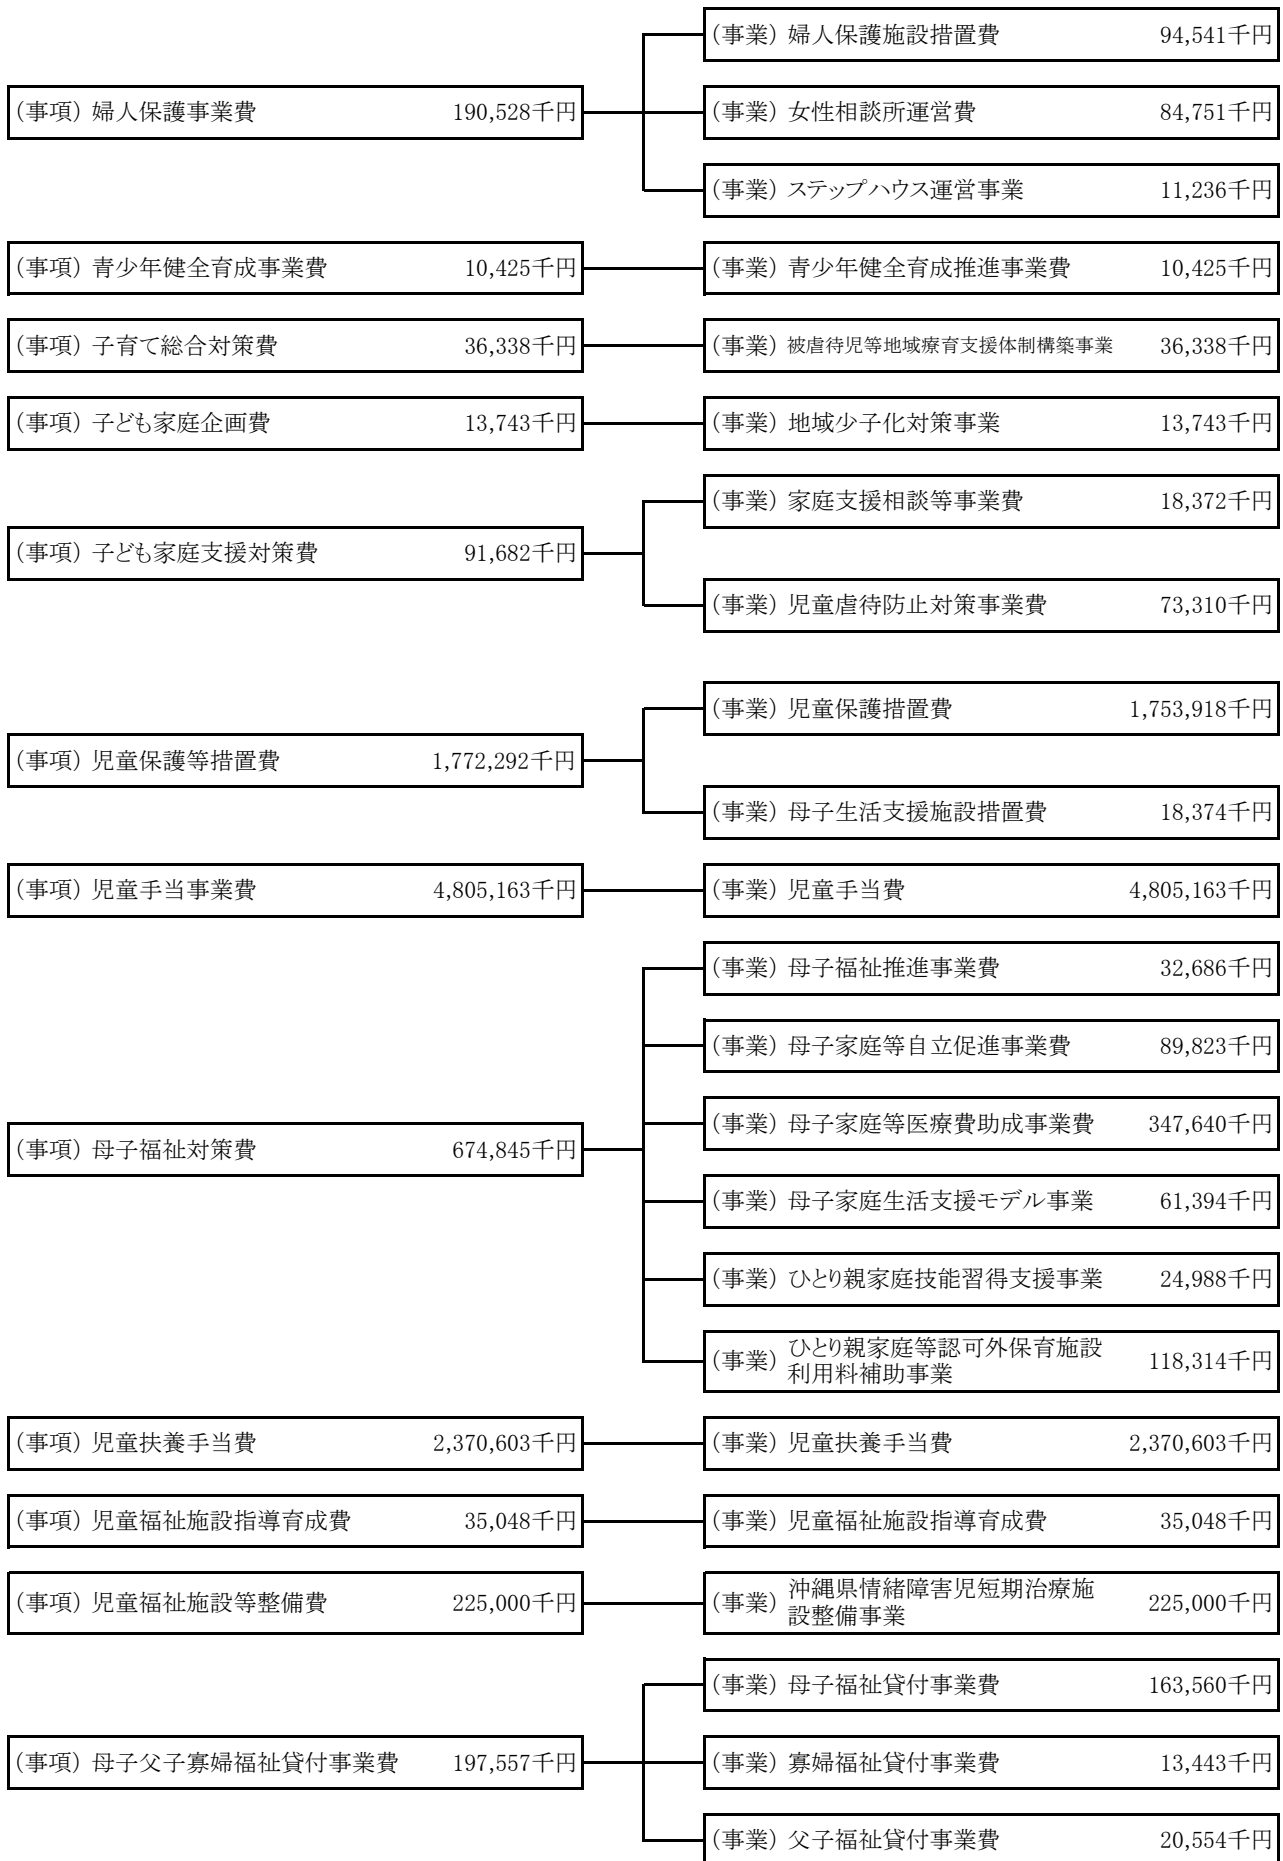 (事業) 婦人保護施設措置費 94,541千円
(事項) 婦人保護事業費 190,528千円
(事業) 女性相談所運営費 84,751千円
(事業) ステップハウス運営事業 11,236千円
(事項) 青少年健全育成事業費 10,425千円
(事業) 青少年健全育成推進事業費 10,425千円
(事項) 子育て総合対策費 36,338千円
(事業) 被虐待児等地域療育支援体制構築事業 36,338千円
(事項) 子ども家庭企画費 13,743千円
(事業) 地域少子化対策事業 13,743千円
(事業) 家庭支援相談等事業費 18,372千円
(事項) 子ども家庭支援対策費 91,682千円
(事業) 児童虐待防止対策事業費 73,310千円
(事業) 児童保護措置費 1,753,918千円
(事項) 児童保護等措置費 1,772,292千円
(事業) 母子生活支援施設措置費 18,374千円
(事項) 児童手当事業費 4,805,163千円
(事業) 児童手当費 4,805,163千円
(事業) 母子福祉推進事業費 32,686千円
(事業) 母子家庭等自立促進事業費 89,823千円
(事業) 母子家庭等医療費助成事業費 347,640千円
(事項) 母子福祉対策費 674,845千円
(事業) 母子家庭生活支援モデル事業 61,394千円
(事業) ひとり親家庭技能習得支援事業 24,988千円
(事業) ひとり親家庭等認可外保育施設
利用料補助事業 118,314千円
(事項) 児童扶養手当費 2,370,603千円
(事業) 児童扶養手当費 2,370,603千円
(事項) 児童福祉施設指導育成費 35,048千円
(事業) 児童福祉施設指導育成費 35,048千円
(事項) 児童福祉施設等整備費 225,000千円
(事業) 沖縄県情緒障害児短期治療施
設整備事業 225,000千円
(事業) 母子福祉貸付事業費 163,560千円
(事項) 母子父子寡婦福祉貸付事業費 197,557千円
(事業) 寡婦福祉貸付事業費 13,443千円
(事業) 父子福祉貸付事業費 20,554千円